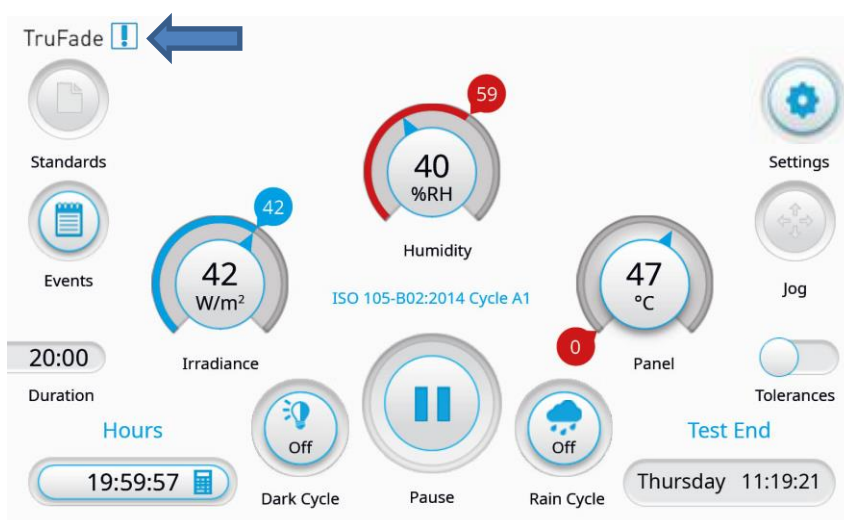 TruFade !
Standards
Events
20:00
Duration
Hours
19:59:57
42
42
W/m²
Irradiance
59
40
%RH
Humidity
ISO 105-B02:2014 Cycle A1
47
°C
0
Panel
Off
Dark Cycle
Pause
Off
Rain Cycle
Settings
Jog
Tolerances
Test End
Thursday 11:19:21